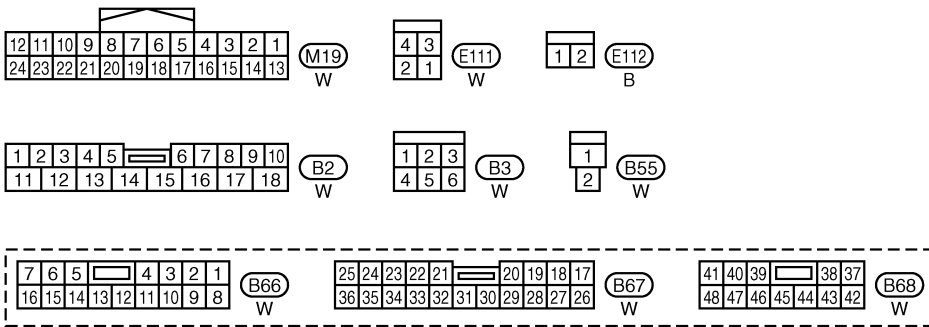 12 11 10 9 8 7 6 5 4 3 2 1
24 23 22 21 20 19 18 17 16 15 14 13
M19
W
4 3
2 1
E111
W
1 2
E112
B
1 2 3 4 5 6 7 8 9 10
11 12 13 14 15 16 17 18
B2
W
1 2 3
4 5 6
B3
W
1
2
B55
W
7 6 5 4 3 2 1
16 15 14 13 12 11 10 9 8
B66
W
25 24 23 22 21 20 19 18 17
36 35 34 33 32 31 30 29 28 27 26
B67
W
41 40 39 38 37
48 47 46 45 44 43 42
B68
W